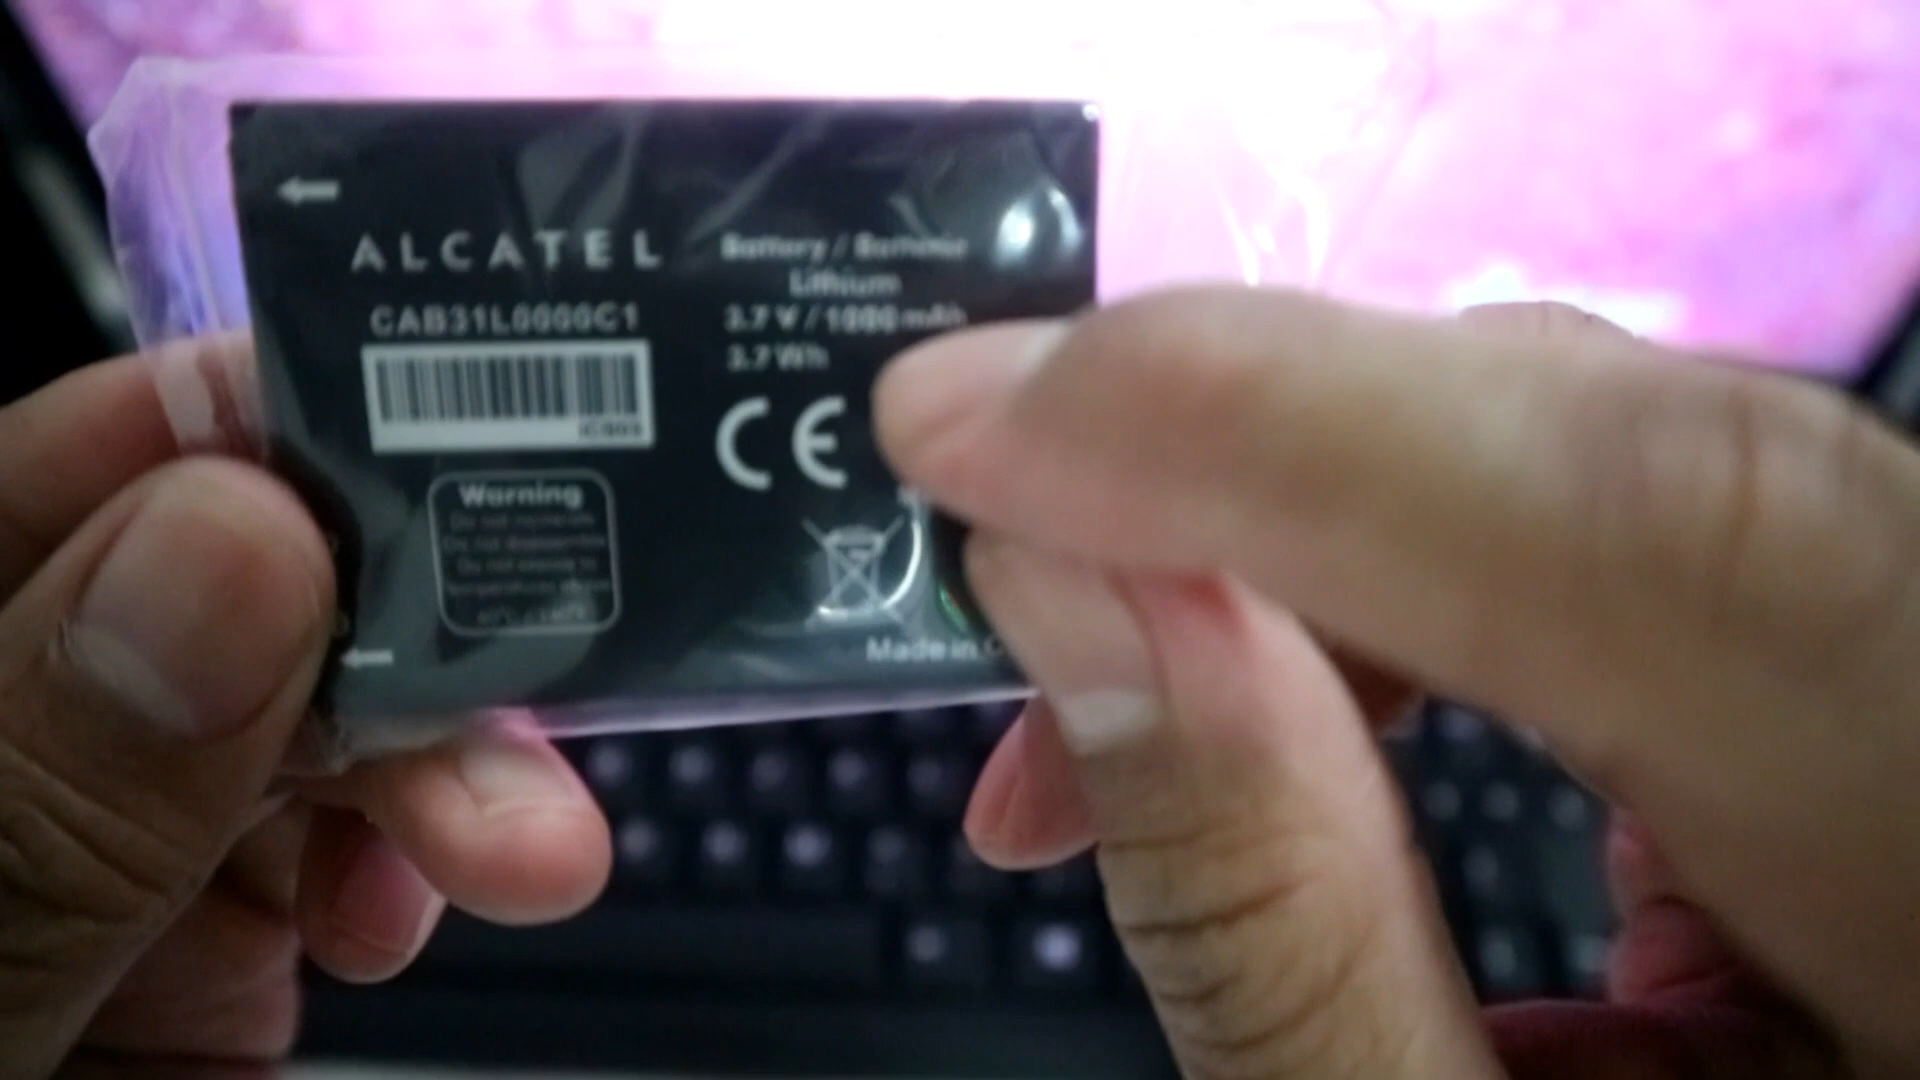 ALCATEL
CAB31L0000C1
Battery / Batterie
Lithium
3.7 V / 1000 mAh
3.7 Wh
CE
Warning
Do not incinerate
Do not disassemble
Made in